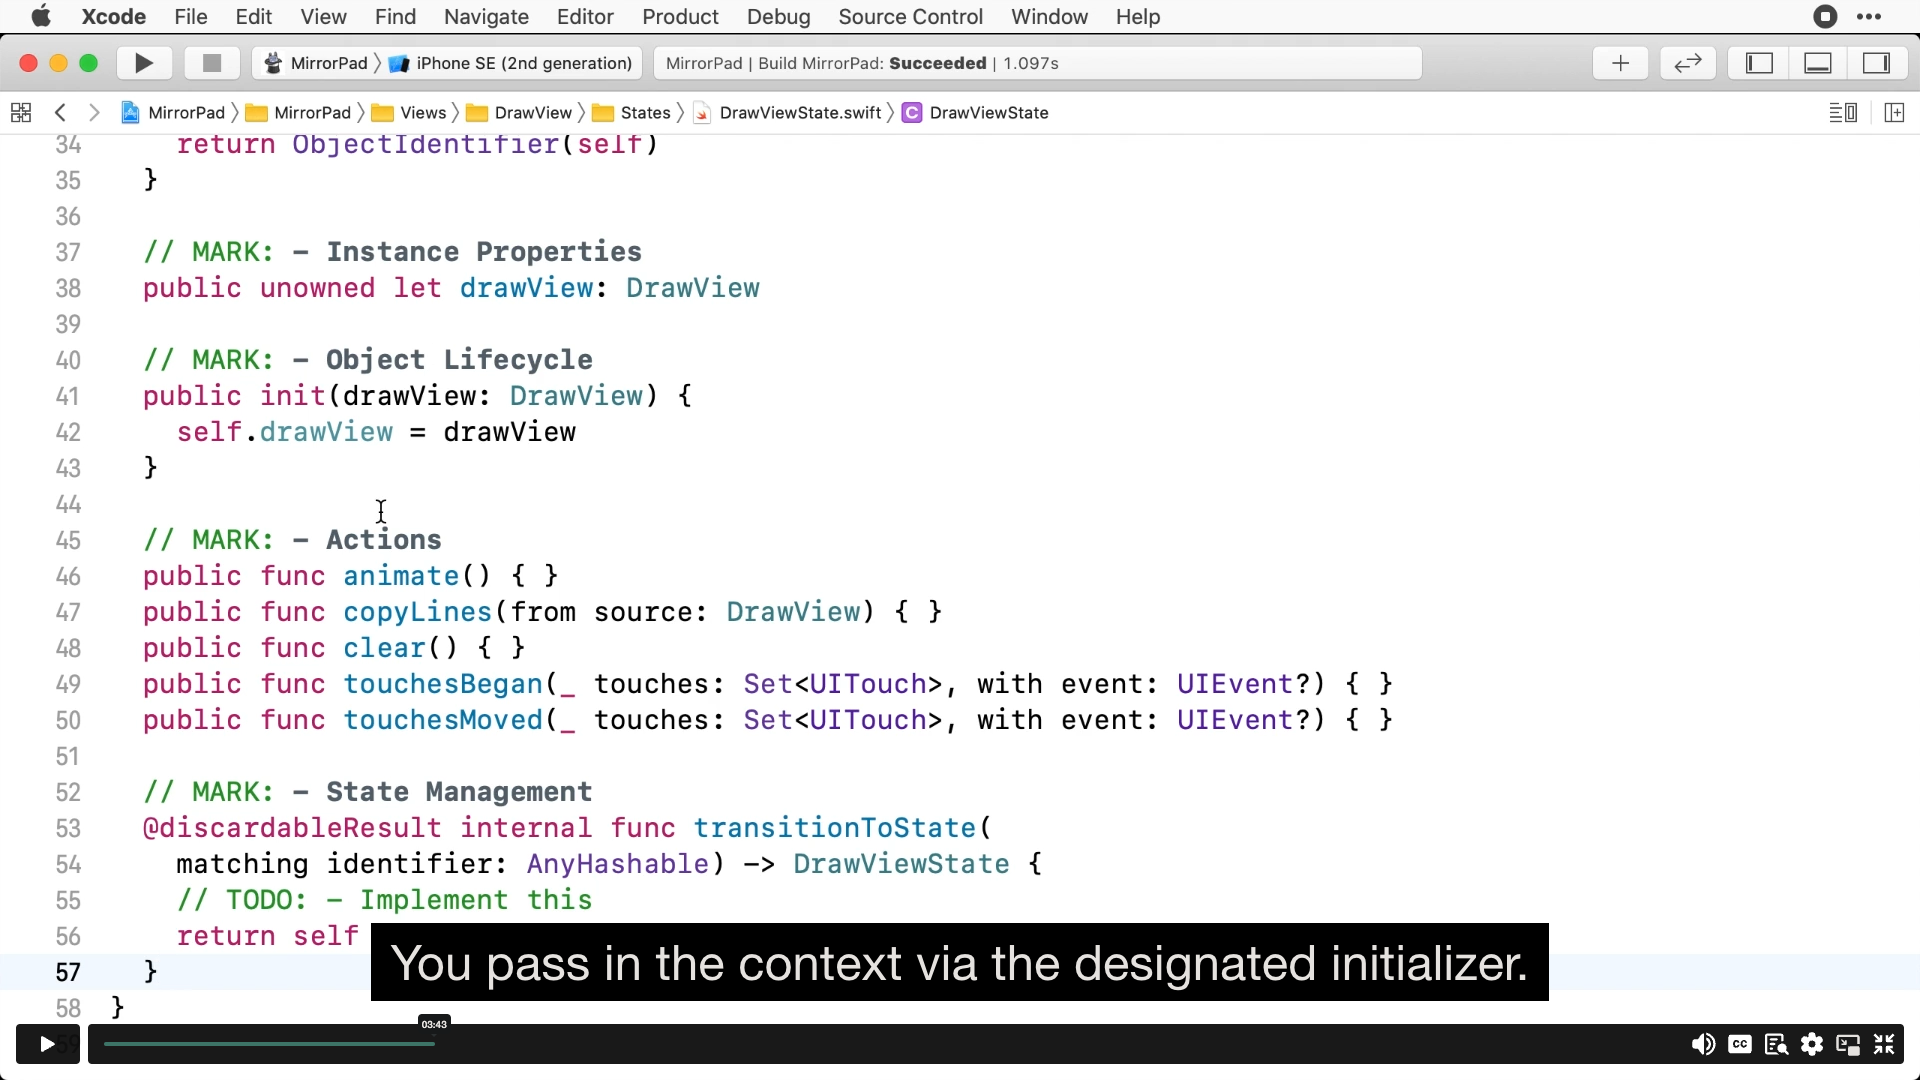 Xcode File Edit View Find Navigate Editor Product Debug Source Control Window Help
MirrorPad iPhone SE (2nd generation) MirrorPad | Build MirrorPad: Succeeded | 1.097s
MirrorPad MirrorPad Views DrawView States DrawViewState.swift C DrawViewState
34 return ObjectIdentifier(self)
35 }
36
37 // MARK: - Instance Properties
38 public unowned let drawView: DrawView
39
40 // MARK: - Object Lifecycle
41 public init(drawView: DrawView) {
42 self.drawView = drawView
43 }
44
45 // MARK: - Actions
46 public func animate() { }
47 public func copyLines(from source: DrawView) { }
48 public func clear() { }
49 public func touchesBegan(_ touches: Set<UITouch>, with event: UIEvent?) { }
50 public func touchesMoved(_ touches: Set<UITouch>, with event: UIEvent?) { }
51
52 // MARK: - State Management
53 @discardableResult internal func transitionToState(
54 matching identifier: AnyHashable) -> DrawViewState {
55 // TODO: - Implement this
56 return self
57 }
You pass in the context via the designated initializer.
58 }
03:43
59
CC